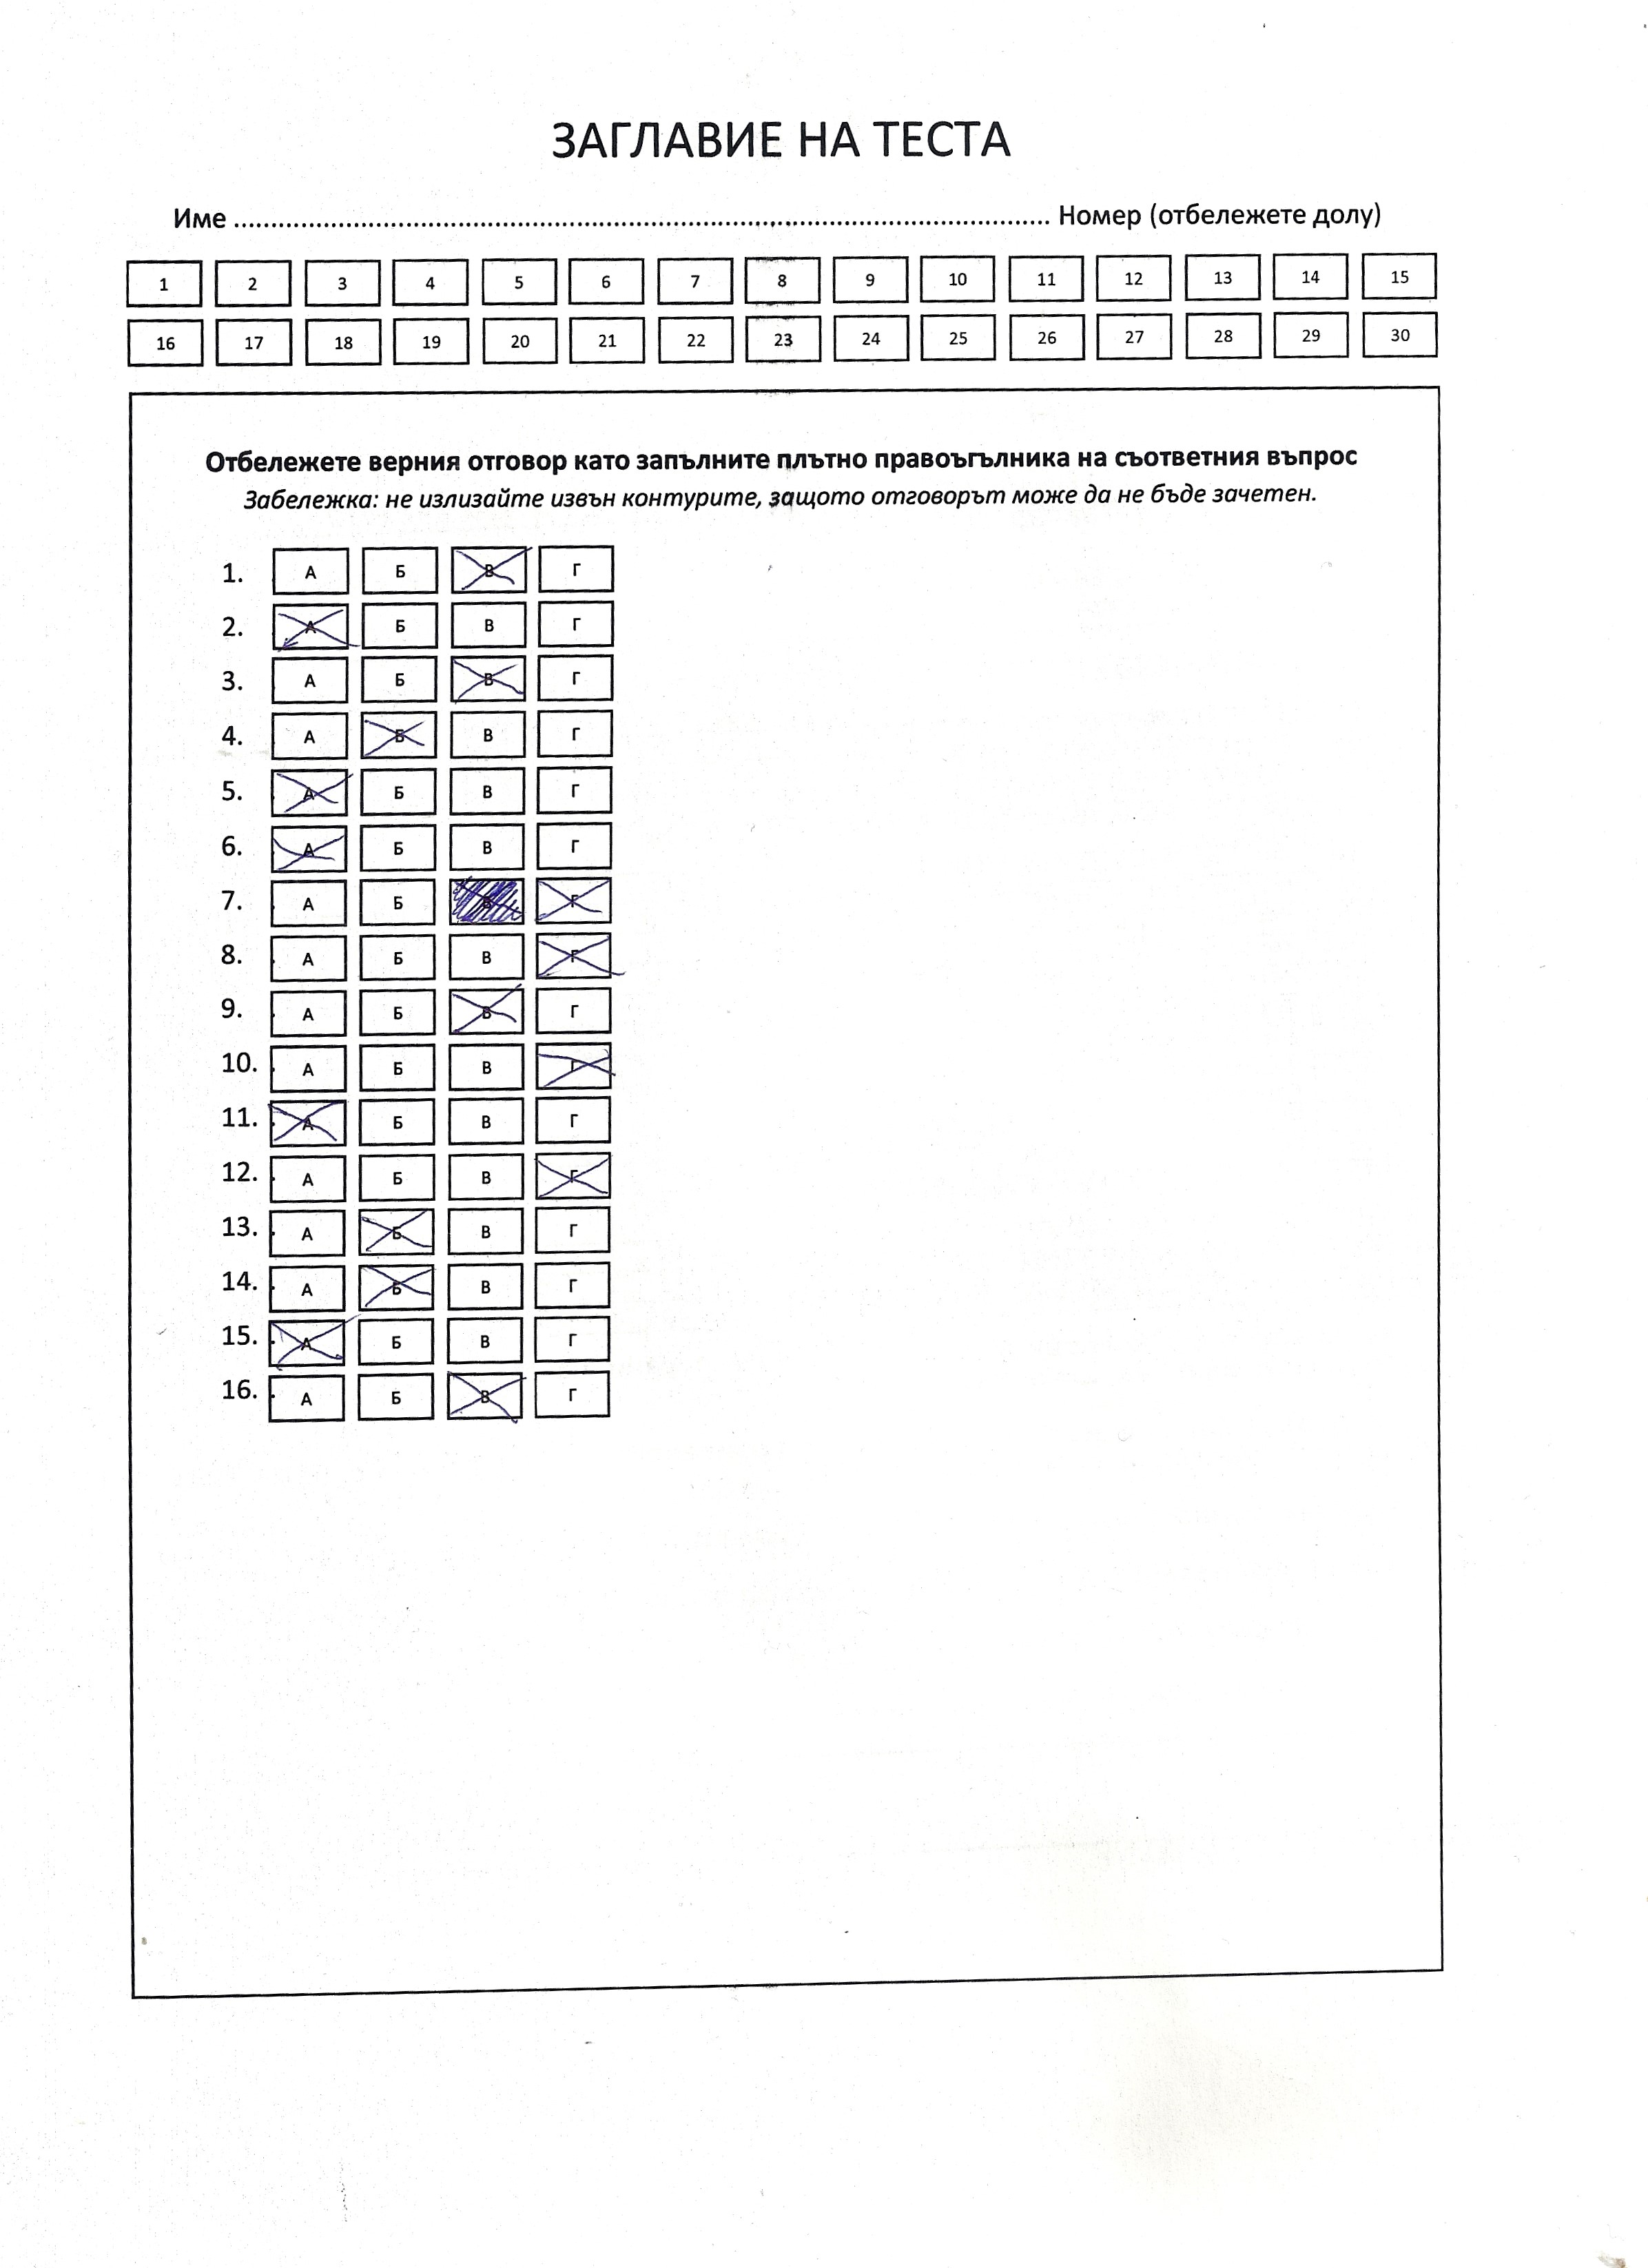 ЗАГЛАВИЕ НА ТЕСТА
Име ........................................................................................................... Номер (отбележете долу)
1 2 3 4 5 6 7 8 9 10 11 12 13 14 15
16 17 18 19 20 21 22 23 24 25 26 27 28 29 30
Отбележете верния отговор като запълните плътно правоъгълника на съответния въпрос
Забележка: не излизайте извън контурите, защото отговорът може да не бъде зачетен.
1. А Б В Г
2. А Б В Г
3. А Б В Г
4. А Б В Г
5. А Б В Г
6. А Б В Г
7. А Б В Г
8. А Б В Г
9. А Б В Г
10. А Б В Г
11. А Б В Г
12. А Б В Г
13. А Б В Г
14. А Б В Г
15. А Б В Г
16. А Б В Г